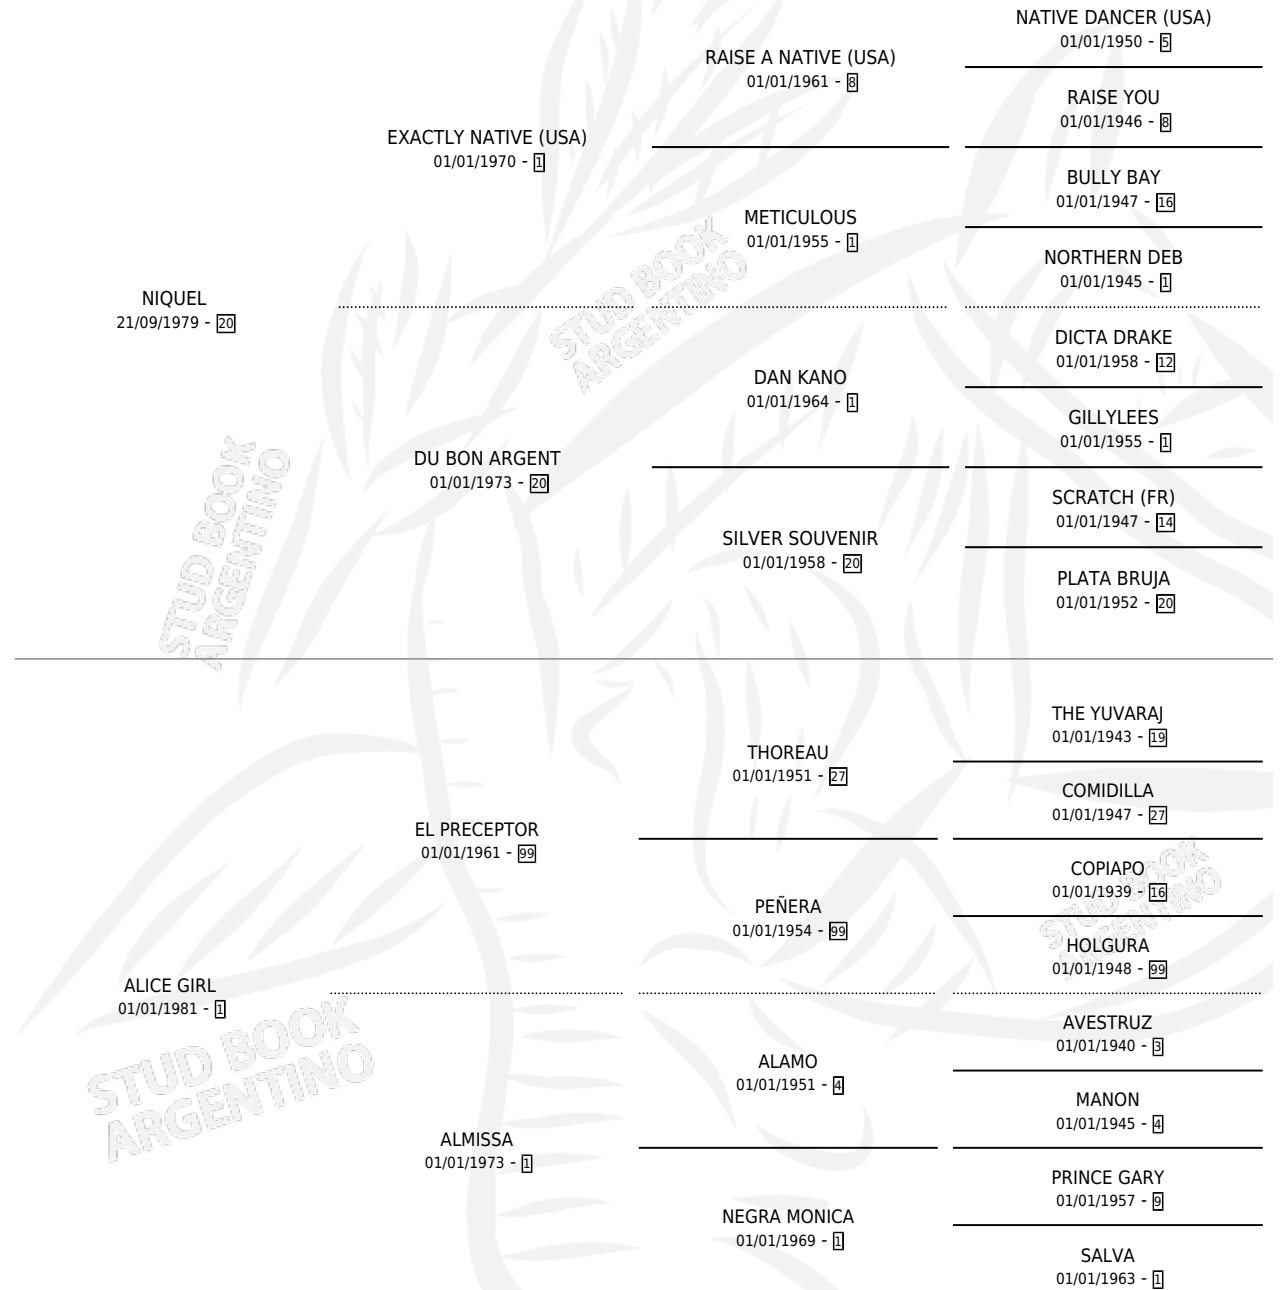 NATIVE DANCER (USA)
01/01/1950 - 5
RAISE A NATIVE (USA)
01/01/1961 - 8
RAISE YOU
01/01/1946 - 8
EXACTLY NATIVE (USA)
01/01/1970 - 1
BULLY BAY
01/01/1947 - 16
METICULOUS
01/01/1955 - 1
NORTHERN DEB
01/01/1945 - 1
NIQUEL
21/09/1979 - 20
STUD BOOK
ARGENTINO
DICTA DRAKE
01/01/1958 - 12
DAN KANO
01/01/1964 - 1
GILLYLEES
01/01/1955 - 1
DU BON ARGENT
01/01/1973 - 20
SCRATCH (FR)
01/01/1947 - 14
SILVER SOUVENIR
01/01/1958 - 20
PLATA BRUJA
01/01/1952 - 20
STUD BOOK
ARGENTINO
THE YUVARAJ
01/01/1943 - 19
THOREAU
01/01/1951 - 27
COMIDILLA
01/01/1947 - 27
EL PRECEPTOR
01/01/1961 - 99
COPIAPO
01/01/1939 - 16
PEÑERA
01/01/1954 - 99
STUD BOOK
ARGENTINO
HOLGURA
01/01/1948 - 99
ALICE GIRL
01/01/1981 - 1
STUD BOOK
ARGENTINO
AVESTRUZ
01/01/1940 - 3
ALAMO
01/01/1951 - 4
MANON
01/01/1945 - 4
ALMISSA
01/01/1973 - 1
PRINCE GARY
01/01/1957 - 9
NEGRA MONICA
01/01/1969 - 1
SALVA
01/01/1963 - 1